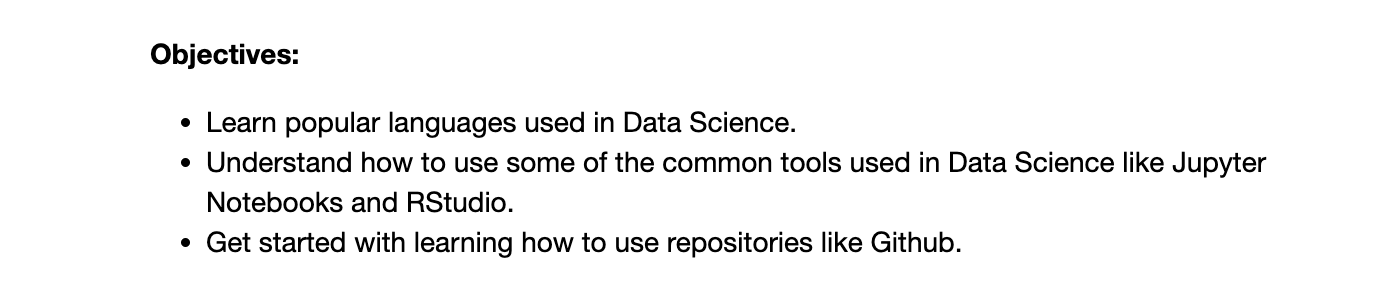 Objectives:
• Learn popular languages used in Data Science.
• Understand how to use some of the common tools used in Data Science like Jupyter
Notebooks and RStudio.
• Get started with learning how to use repositories like Github.